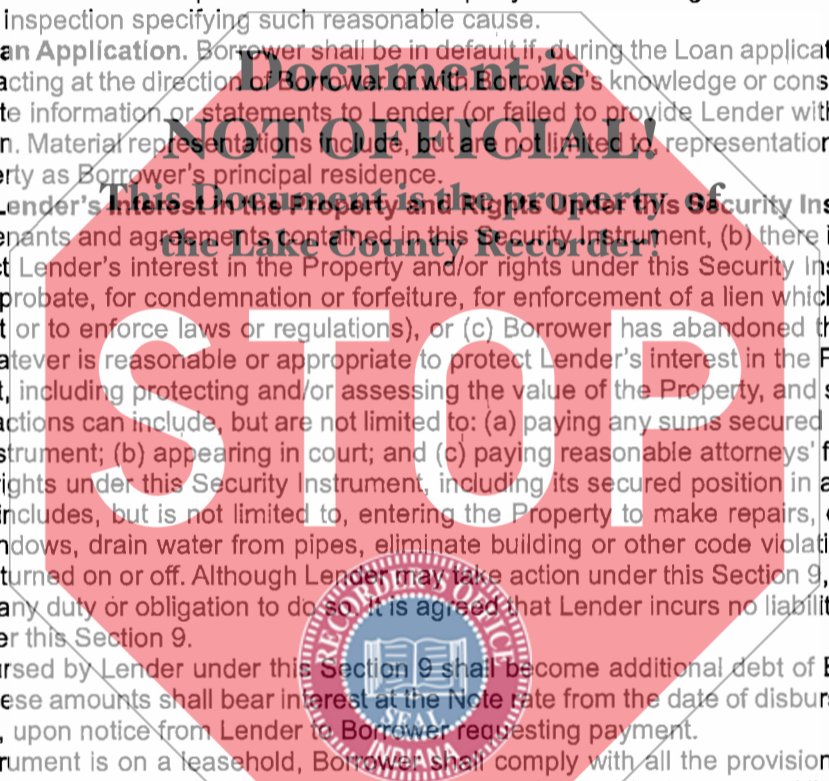 inspection specifying such reasonable cause.
an Application. Borrower shall be in default if, during the Loan applicat
acting at the direction of Borrower or with Borrower's knowledge or cons
te information or statements to Lender (or failed to provide Lender with
n. Material representations include, but are not limited to, representation
erty as Borrower's principal residence.
Lender's Interest in the Property and Rights Under this Security Ins
enants and agreements contained in this Security Instrument, (b) there i
t Lender's interest in the Property and/or rights under this Security Ins
probate, for condemnation or forfeiture, for enforcement of a lien which
t or to enforce laws or regulations), or (c) Borrower has abandoned th
atever is reasonable or appropriate to protect Lender's interest in the P
t, including protecting and/or assessing the value of the Property, and s
actions can include, but are not limited to: (a) paying any sums secured
strument; (b) appearing in court; and (c) paying reasonable attorneys' f
ights under this Security Instrument, including its secured position in a
includes, but is not limited to, entering the Property to make repairs,
ndows, drain water from pipes, eliminate building or other code violati
turned on or off. Although Lender may take action under this Section 9,
any duty or obligation to do so. It is agreed that Lender incurs no liabilit
er this Section 9.
ursed by Lender under this Section 9 shall become additional debt of B
ese amounts shall bear interest at the Note rate from the date of disbur
, upon notice from Lender to Borrower requesting payment.
rument is on a leasehold, Borrower shall comply with all the provision
Document is
NOT OFFICIAL!
This Document is the property of
the Lake County Recorder!
STOP
RECORDER'S OFFICE
SEAL
INDIANA